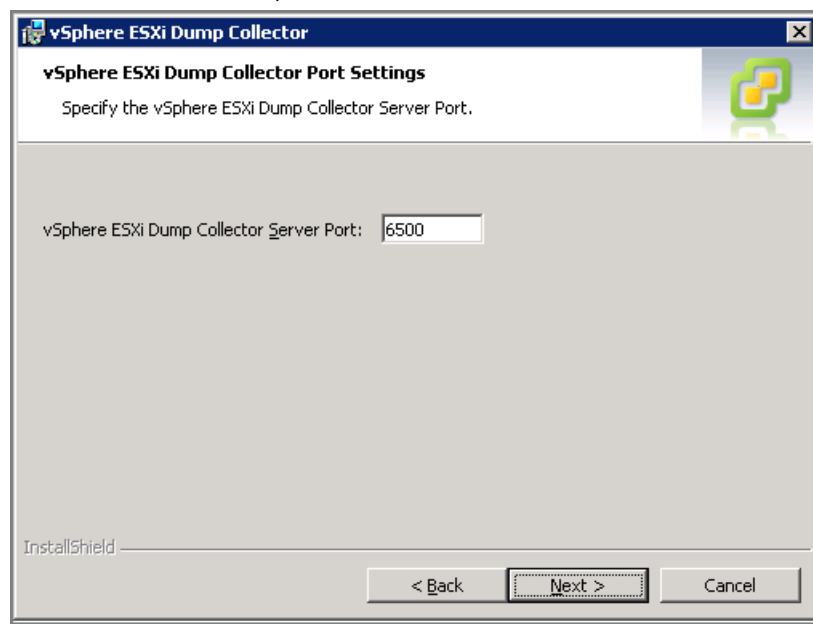 vSphere ESXi Dump Collector
vSphere ESXi Dump Collector Port Settings
Specify the vSphere ESXi Dump Collector Server Port.
vSphere ESXi Dump Collector Server Port: 6500
InstallShield
< Back Next > Cancel